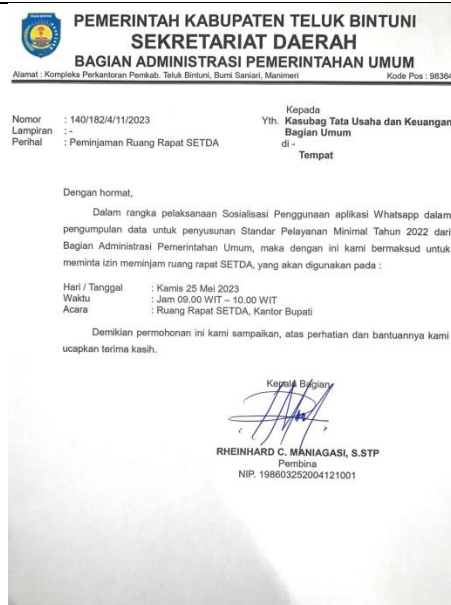 PEMERINTAH KABUPATEN TELUK BINTUNI
SEKRETARIAT DAERAH
BAGIAN ADMINISTRASI PEMERINTAHAN UMUM
Alamat : Kompleks Perkantoran Pemkab. Teluk Bintuni, Bumi Saniari, Manimeri Kode Pos : 98364
Nomor : 140/182/4/11/2023
Lampiran : -
Perihal : Peminjaman Ruang Rapat SETDA
Kepada
Yth. Kasubag Tata Usaha dan Keuangan
Bagian Umum
di -
Tempat
Dengan hormat,
Dalam rangka pelaksanaan Sosialisasi Penggunaan aplikasi Whatsapp dalam
pengumpulan data untuk penyusunan Standar Pelayanan Minimal Tahun 2022 dari
Bagian Administrasi Pemerintahan Umum, maka dengan ini kami bermaksud untuk
meminta izin meminjam ruang rapat SETDA, yang akan digunakan pada :
Hari / Tanggal : Kamis 25 Mei 2023
Waktu : Jam 09.00 WIT – 10.00 WIT
Acara : Ruang Rapat SETDA, Kantor Bupati
Demikian permohonan ini kami sampaikan, atas perhatian dan bantuannya kami
ucapkan terima kasih.
Kepala Bagian
RHEINHARD C. MANIAGASI, S.STP
Pembina
NIP. 198603252004121001